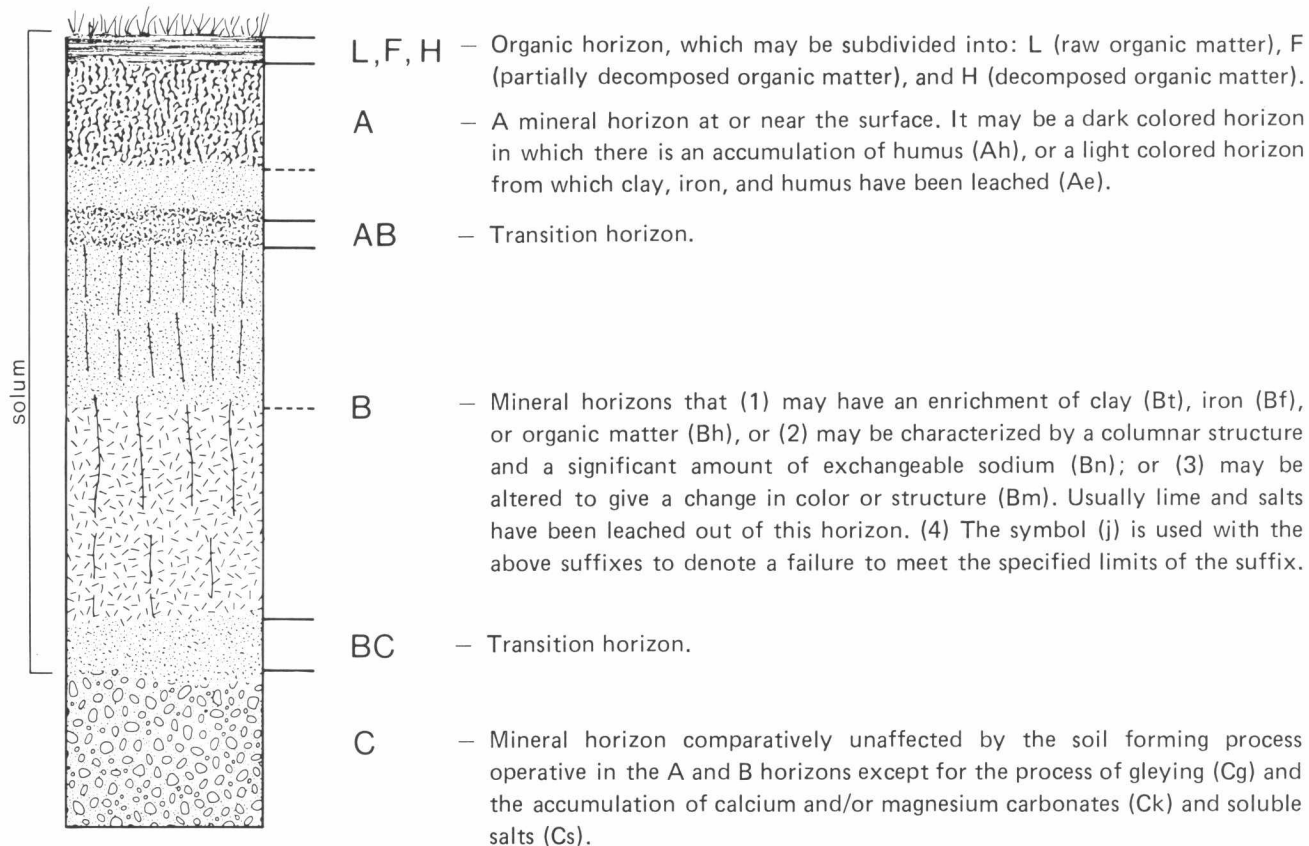 L, F, H – Organic horizon, which may be subdivided into: L (raw organic matter), F
(partially decomposed organic matter), and H (decomposed organic matter).
A – A mineral horizon at or near the surface. It may be a dark colored horizon
in which there is an accumulation of humus (Ah), or a light colored horizon
from which clay, iron, and humus have been leached (Ae).
AB – Transition horizon.
solum
B – Mineral horizons that (1) may have an enrichment of clay (Bt), iron (Bf),
or organic matter (Bh), or (2) may be characterized by a columnar structure
and a significant amount of exchangeable sodium (Bn); or (3) may be
altered to give a change in color or structure (Bm). Usually lime and salts
have been leached out of this horizon. (4) The symbol (j) is used with the
above suffixes to denote a failure to meet the specified limits of the suffix.
BC – Transition horizon.
C – Mineral horizon comparatively unaffected by the soil forming process
operative in the A and B horizons except for the process of gleying (Cg) and
the accumulation of calcium and/or magnesium carbonates (Ck) and soluble
salts (Cs).